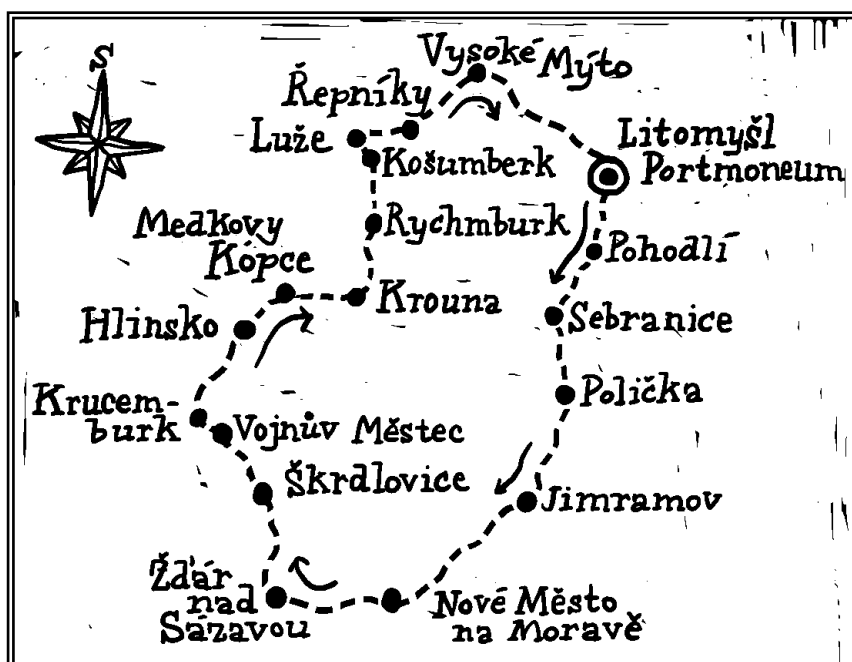 S
Vysoké Mýto
Řepníky
Luže
Košumberk
Litomyšl
Portmoneum
Rychmburk
Pohodlí
Medkovy
Kópce
Krouna
Hlinsko
Sebranice
Polička
Krucem-
burk
Vojnův Městec
Škrdlovice
Jimramov
Žďár
nad
Sázavou
Nové Město
na Moravě